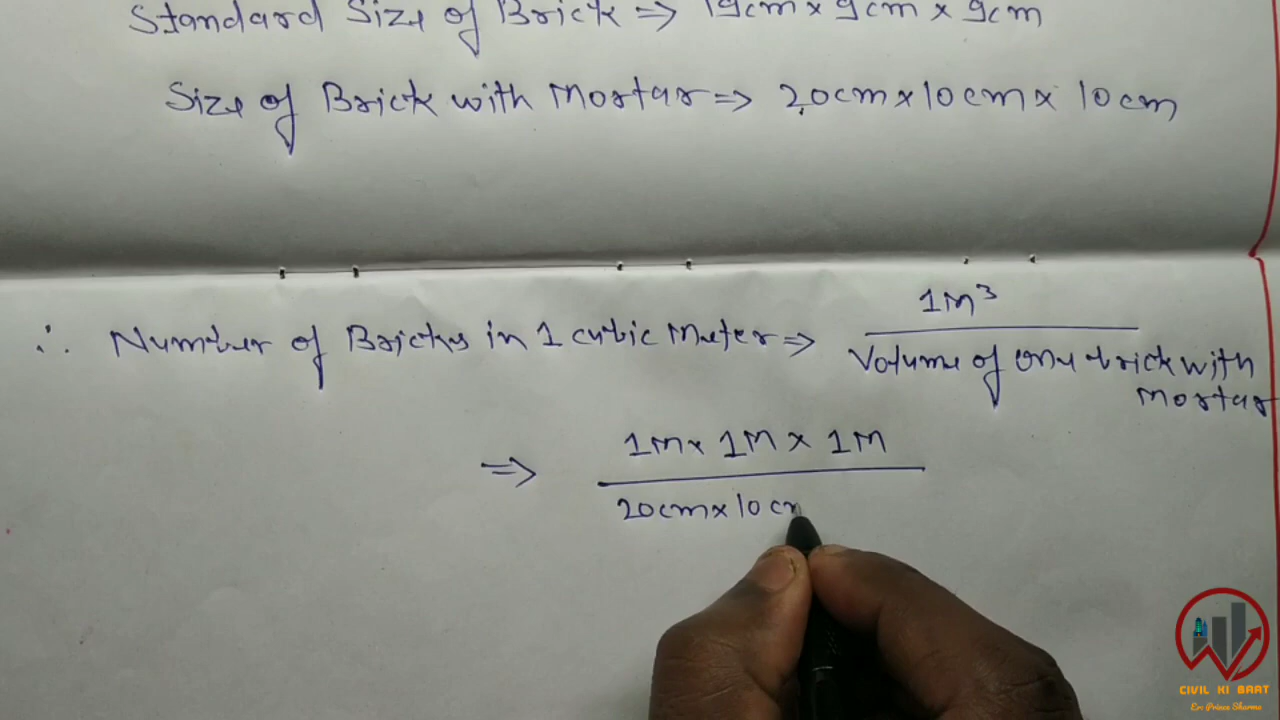 Standard Size of Brick ⇒ 19cm x 9cm x 9cm
Size of Brick with Mortar ⇒ 20cm x 10cm x 10cm
∴ Number of Bricks in 1 cubic Meter ⇒ 1M³
Volume of one brick with
Mortar
⇒ 1M x 1M x 1M
20cm x 10cm
CIVIL KI BAAT
Er. Prince Sharma